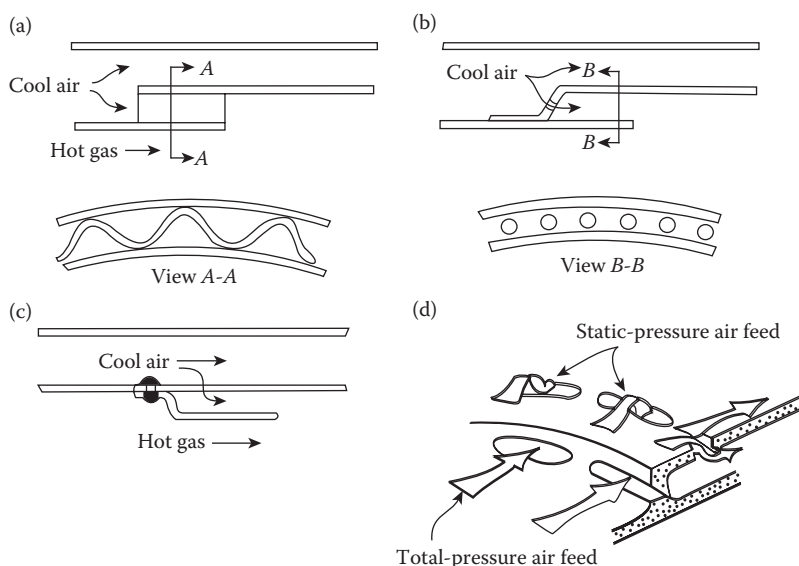 (a)
A
Cool air
Hot gas
A
View A-A
(b)
Cool air
B
B
View B-B
(c)
Cool air
Hot gas
(d)
Static-pressure air feed
Total-pressure air feed